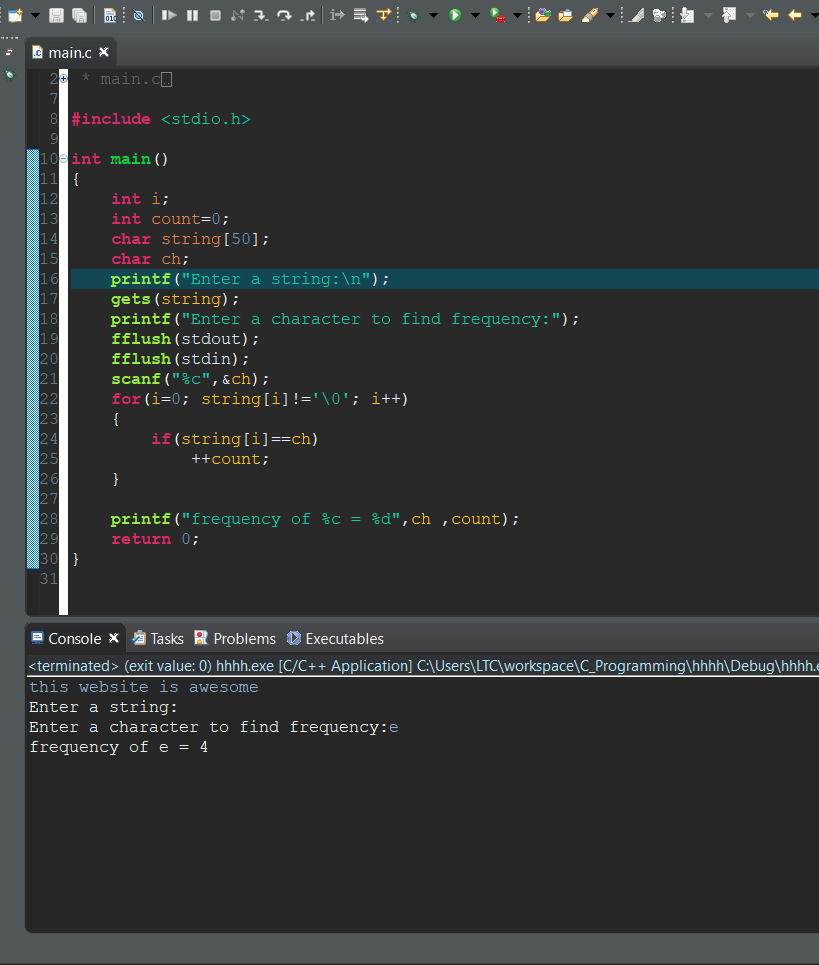 main.c
2 * main.c
7
8 #include <stdio.h>
9
10 int main()
11 {
12 int i;
13 int count=0;
14 char string[50];
15 char ch;
16 printf("Enter a string:\n");
17 gets(string);
18 printf("Enter a character to find frequency:");
19 fflush(stdout);
20 fflush(stdin);
21 scanf("%c",&ch);
22 for(i=0; string[i]!='\0'; i++)
23 {
24 if(string[i]==ch)
25 ++count;
26 }
27
28 printf("frequency of %c = %d",ch ,count);
29 return 0;
30 }
31
Console Tasks Problems Executables
<terminated> (exit value: 0) hhhh.exe [C/C++ Application] C:\Users\LTC\workspace\C_Programming\hhhh\Debug\hhhh.e
this website is awesome
Enter a string:
Enter a character to find frequency:e
frequency of e = 4